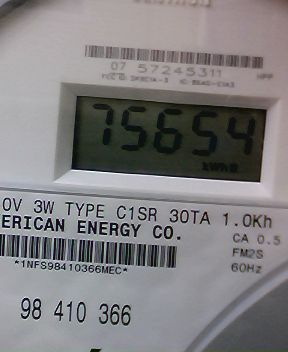 07 57245311
75654
kWhs
0V 3W TYPE C1SR 30TA 1.0Kh
ERICAN ENERGY CO.
CA 0.5
FM2S
*1NFS98410366MEC*
60Hz
98 410 366